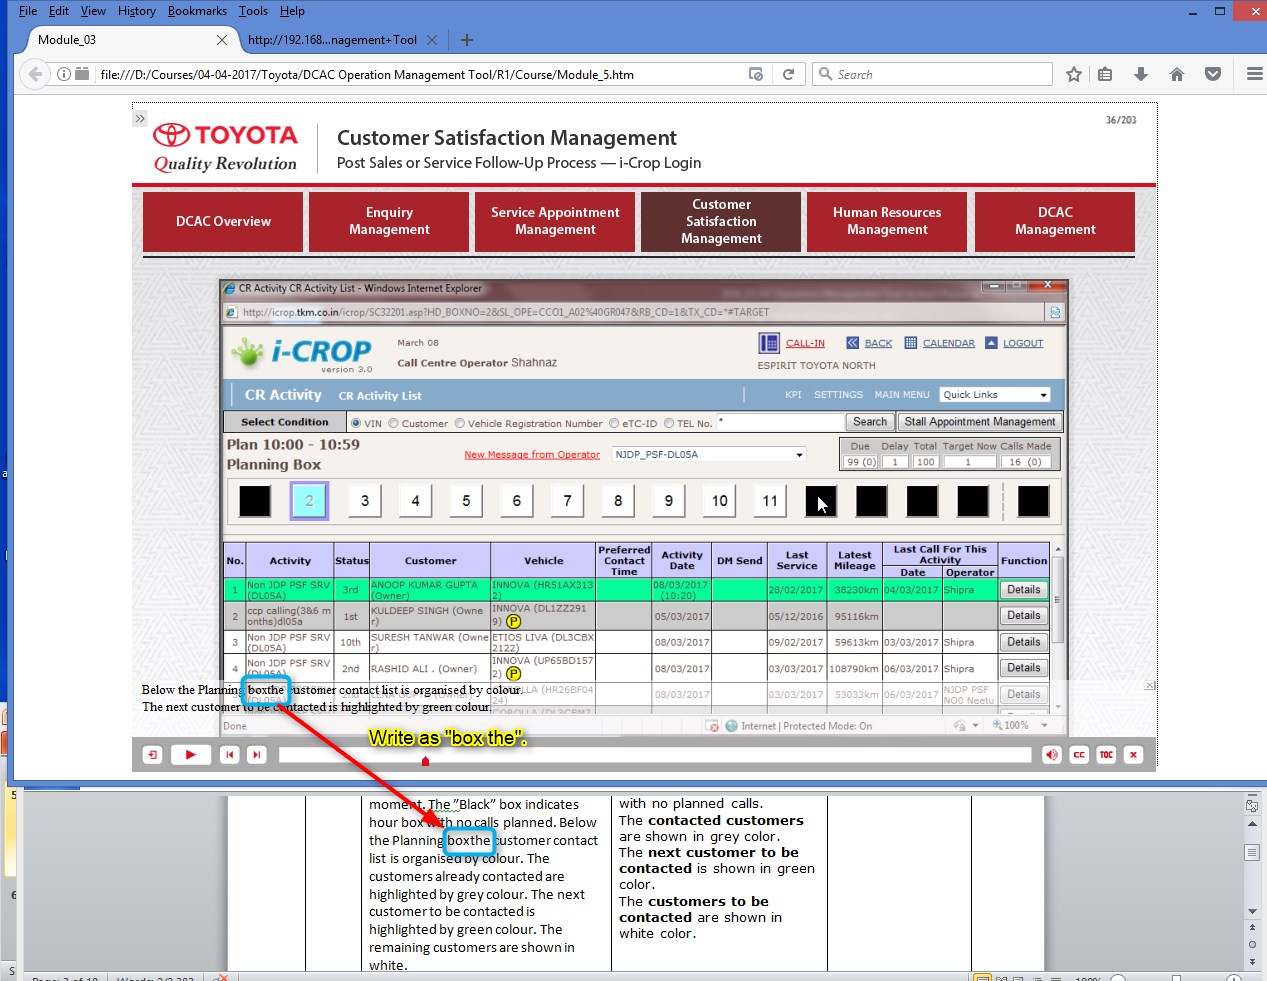 File Edit View History Bookmarks Tools Help
Module_03
http://192.168...nagement+Tool
file:///D:/Courses/04-04-2017/Toyota/DCAC Operation Management Tool/R1/Course/Module_5.htm
Search
36/203
TOYOTA
Quality Revolution
Customer Satisfaction Management
Post Sales or Service Follow-Up Process — i-Crop Login
DCAC Overview
Enquiry
Management
Service Appointment
Management
Customer
Satisfaction
Management
Human Resources
Management
DCAC
Management
CR Activity CR Activity List - Windows Internet Explorer
http://icrop.tkm.co.in/icrop/SC32201.asp?HD_BOXNO=2&SL_OPE=CCO1_A02%40GR047&RB_CD=1&TX_CD=*#TARGET
i-CROP
version 3.0
March 08
Call Centre Operator Shahnaz
CALL-IN BACK CALENDAR LOGOUT
ESPIRIT TOYOTA NORTH
CR Activity CR Activity List
KPI SETTINGS MAIN MENU Quick Links
Select Condition VIN Customer Vehicle Registration Number eTC-ID TEL No. * Search Stall Appointment Management
Plan 10:00 - 10:59
Planning Box
New Message from Operator NJDP_PSF-DL05A
Due Delay Total Target Now Calls Made
99 (0) 1 100 1 16 (0)
2 3 4 5 6 7 8 9 10 11
No. Activity Status Customer Vehicle Preferred Contact Time Activity Date DM Send Last Service Latest Mileage Last Call For This Activity Date Operator Function
1 Non JDP PSF SRV (DL05A) 3rd ANOOP KUMAR GUPTA (Owner) INNOVA (HR51AX3132) 08/03/2017 (10:20) 28/02/2017 38230km 04/03/2017 Shipra Details
2 ccp calling(3&6 months)dl05a 1st KULDEEP SINGH (Owner) INNOVA (DL1ZZ2919) P 05/03/2017 05/12/2016 95116km Details
3 Non JDP PSF SRV (DL05A) 10th SURESH TANWAR (Owner) ETIOS LIVA (DL3CBX2122) 08/03/2017 09/02/2017 59613km 03/03/2017 Shipra Details
4 Non JDP PSF SRV (DL05A) 2nd RASHID ALI . (Owner) INNOVA (UP65BD1572) P 08/03/2017 03/03/2017 108790km 06/03/2017 Shipra Details
(DL05A) (HR26BF0424) 08/03/2017 03/03/2017 53033km 06/03/2017 NJDP PSF NO0 Neetu Details
Below the Planning boxthe customer contact list is organised by colour.
The next customer to be contacted is highlighted by green colour.
Done Internet | Protected Mode: On 100%
Write as "box the".
CC TOC
moment. The ”Black” box indicates
hour box with no calls planned. Below
the Planning boxthe customer contact
list is organised by colour. The
customers already contacted are
highlighted by grey colour. The next
customer to be contacted is
highlighted by green colour. The
remaining customers are shown in
white.
with no planned calls.
The contacted customers
are shown in grey color.
The next customer to be
contacted is shown in green
color.
The customers to be
contacted are shown in
white color.